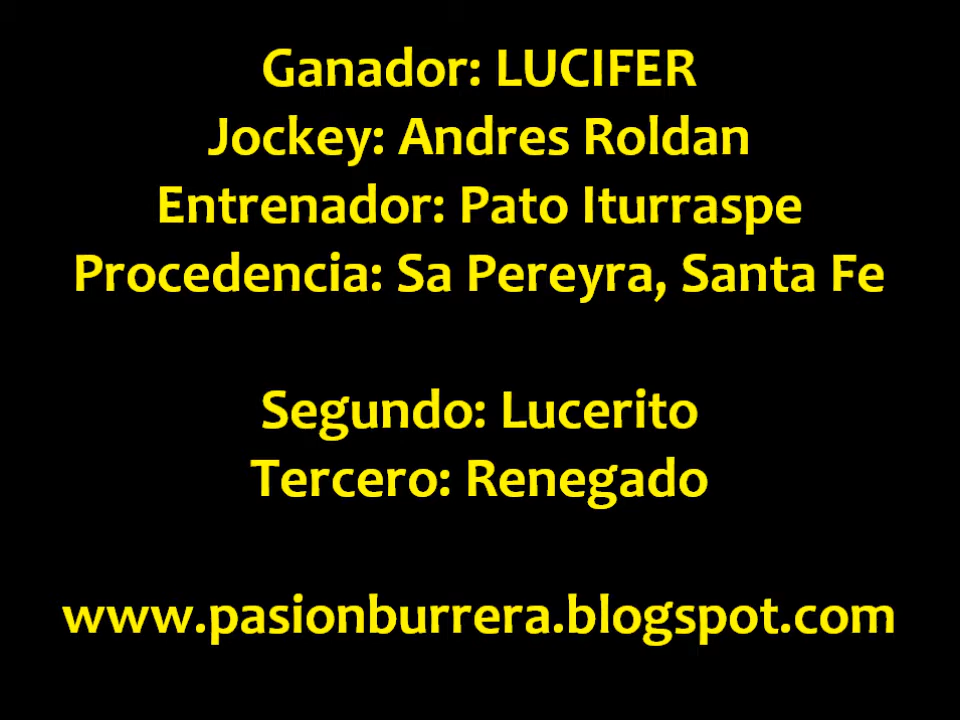 Ganador: LUCIFER
Jockey: Andres Roldan
Entrenador: Pato Iturraspe
Procedencia: Sa Pereyra, Santa Fe
Segundo: Lucerito
Tercero: Renegado
www.pasionburrera.blogspot.com